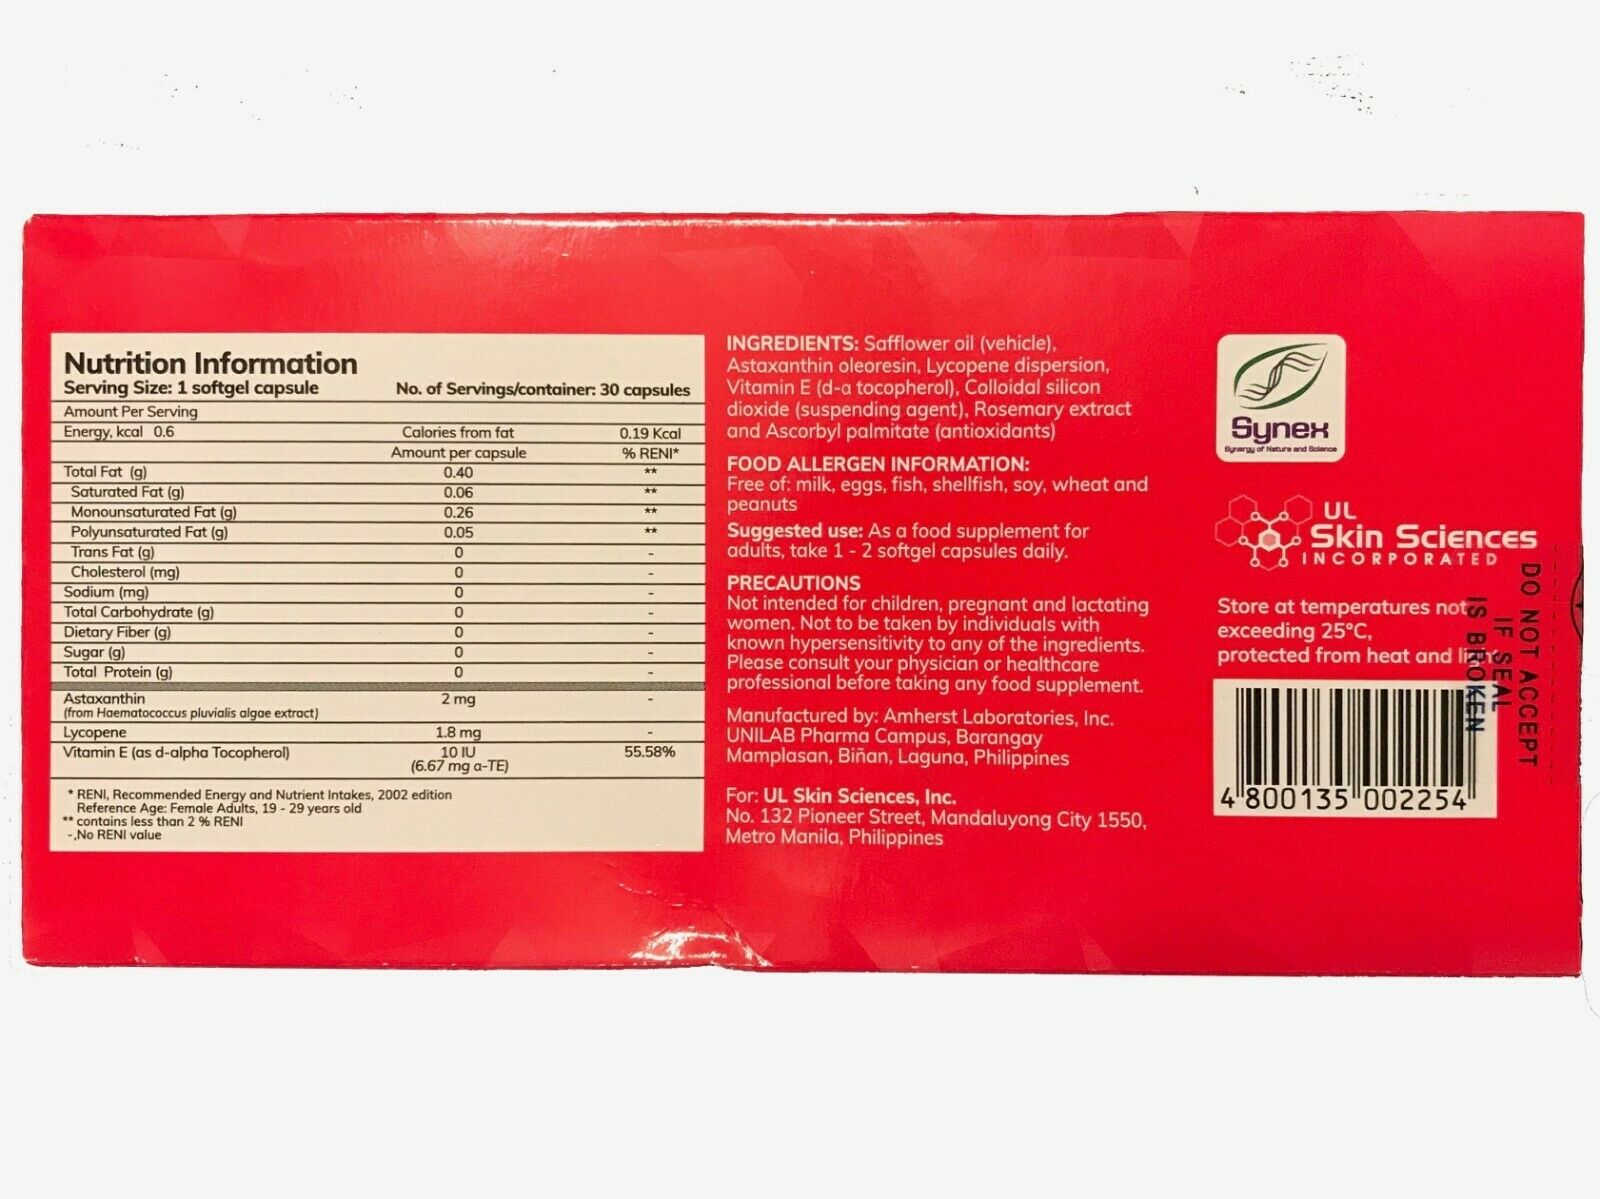 Nutrition Information
Serving Size: 1 softgel capsule No. of Servings/container: 30 capsules
Amount Per Serving
Energy, kcal 0.6 Calories from fat 0.19 Kcal
Amount per capsule % RENI*
Total Fat (g) 0.40 **
Saturated Fat (g) 0.06 **
Monounsaturated Fat (g) 0.26 **
Polyunsaturated Fat (g) 0.05 **
Trans Fat (g) 0 -
Cholesterol (mg) 0 -
Sodium (mg) 0 -
Total Carbohydrate (g) 0 -
Dietary Fiber (g) 0 -
Sugar (g) 0 -
Total Protein (g) 0 -
Astaxanthin 2 mg -
(from Haematococcus pluvialis algae extract)
Lycopene 1.8 mg -
Vitamin E (as d-alpha Tocopherol) 10 IU 55.58%
(6.67 mg α-TE)
* RENI, Recommended Energy and Nutrient Intakes, 2002 edition
Reference Age: Female Adults, 19 - 29 years old
** contains less than 2 % RENI
-,No RENI value
INGREDIENTS: Safflower oil (vehicle),
Astaxanthin oleoresin, Lycopene dispersion,
Vitamin E (d-α tocopherol), Colloidal silicon
dioxide (suspending agent), Rosemary extract
and Ascorbyl palmitate (antioxidants)
FOOD ALLERGEN INFORMATION:
Free of: milk, eggs, fish, shellfish, soy, wheat and
peanuts
Suggested use: As a food supplement for
adults, take 1 - 2 softgel capsules daily.
PRECAUTIONS
Not intended for children, pregnant and lactating
women. Not to be taken by individuals with
known hypersensitivity to any of the ingredients.
Please consult your physician or healthcare
professional before taking any food supplement.
Manufactured by: Amherst Laboratories, Inc.
UNILAB Pharma Campus, Barangay
Mamplasan, Biñan, Laguna, Philippines
For: UL Skin Sciences, Inc.
No. 132 Pioneer Street, Mandaluyong City 1550,
Metro Manila, Philippines
Synex
Synergy of Nature and Science
UL
Skin Sciences
INCORPORATED
Store at temperatures not
exceeding 25°C,
protected from heat and
4 800135 002254
DO NOT ACCEPT
IF SEAL
IS BROKEN